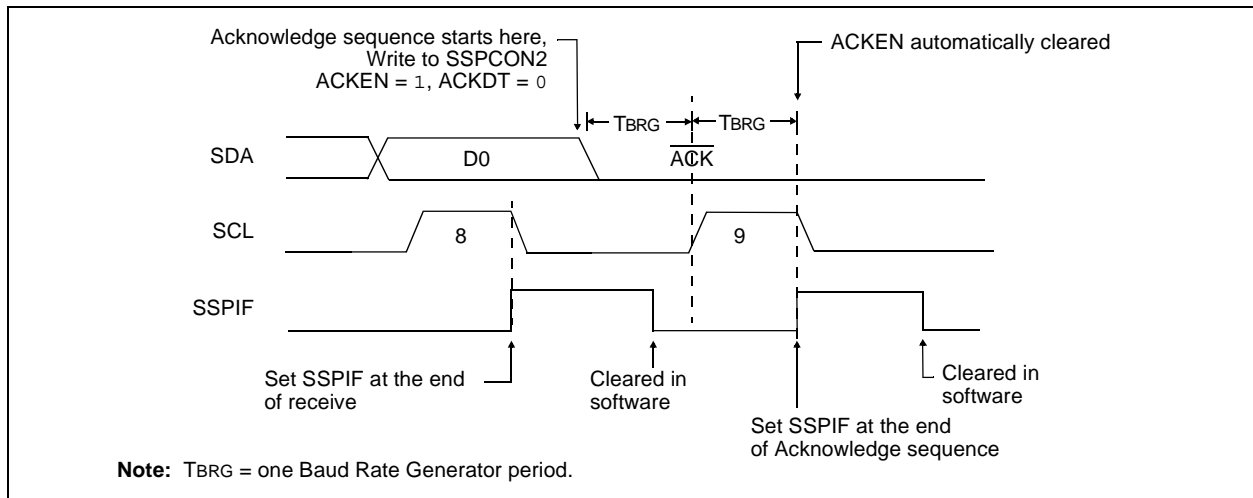 Acknowledge sequence starts here,
Write to SSPCON2
ACKEN = 1, ACKDT = 0
ACKEN automatically cleared
TBRG
TBRG
SDA
D0
ACK
SCL
8
9
SSPIF
Set SSPIF at the end
of receive
Cleared in
software
Set SSPIF at the end
of Acknowledge sequence
Cleared in
software
Note: TBRG = one Baud Rate Generator period.